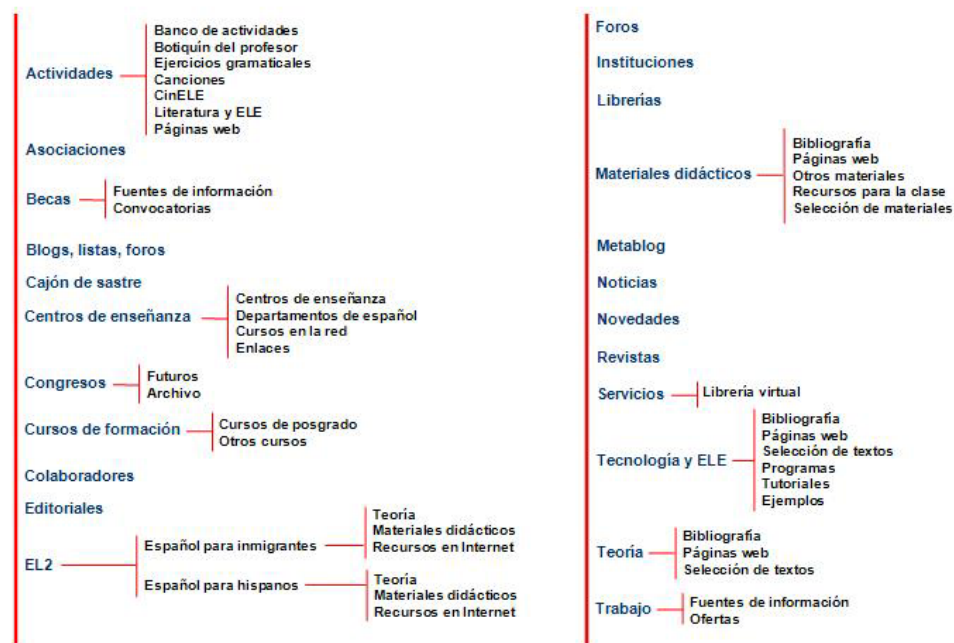 Actividades
Banco de actividades
Botiquín del profesor
Ejercicios gramaticales
Canciones
CinELE
Literatura y ELE
Páginas web
Asociaciones
Becas
Fuentes de información
Convocatorias
Blogs, listas, foros
Cajón de sastre
Centros de enseñanza
Centros de enseñanza
Departamentos de español
Cursos en la red
Enlaces
Congresos
Futuros
Archivo
Cursos de formación
Cursos de posgrado
Otros cursos
Colaboradores
Editoriales
EL2
Español para inmigrantes
Teoría
Materiales didácticos
Recursos en Internet
Español para hispanos
Teoría
Materiales didácticos
Recursos en Internet
Foros
Instituciones
Librerías
Materiales didácticos
Bibliografía
Páginas web
Otros materiales
Recursos para la clase
Selección de materiales
Metablog
Noticias
Novedades
Revistas
Servicios
Librería virtual
Tecnología y ELE
Bibliografía
Páginas web
Selección de textos
Programas
Tutoriales
Ejemplos
Teoría
Bibliografía
Páginas web
Selección de textos
Trabajo
Fuentes de información
Ofertas